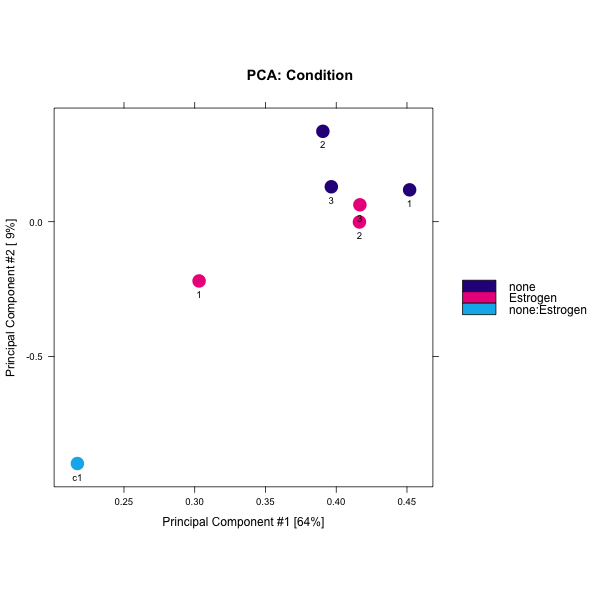 PCA: Condition
2
3
1
3
2
1
c1
0.0
-0.5
Principal Component #2 [ 9%]
0.25
0.30
0.35
0.40
0.45
Principal Component #1 [64%]
none
Estrogen
none:Estrogen